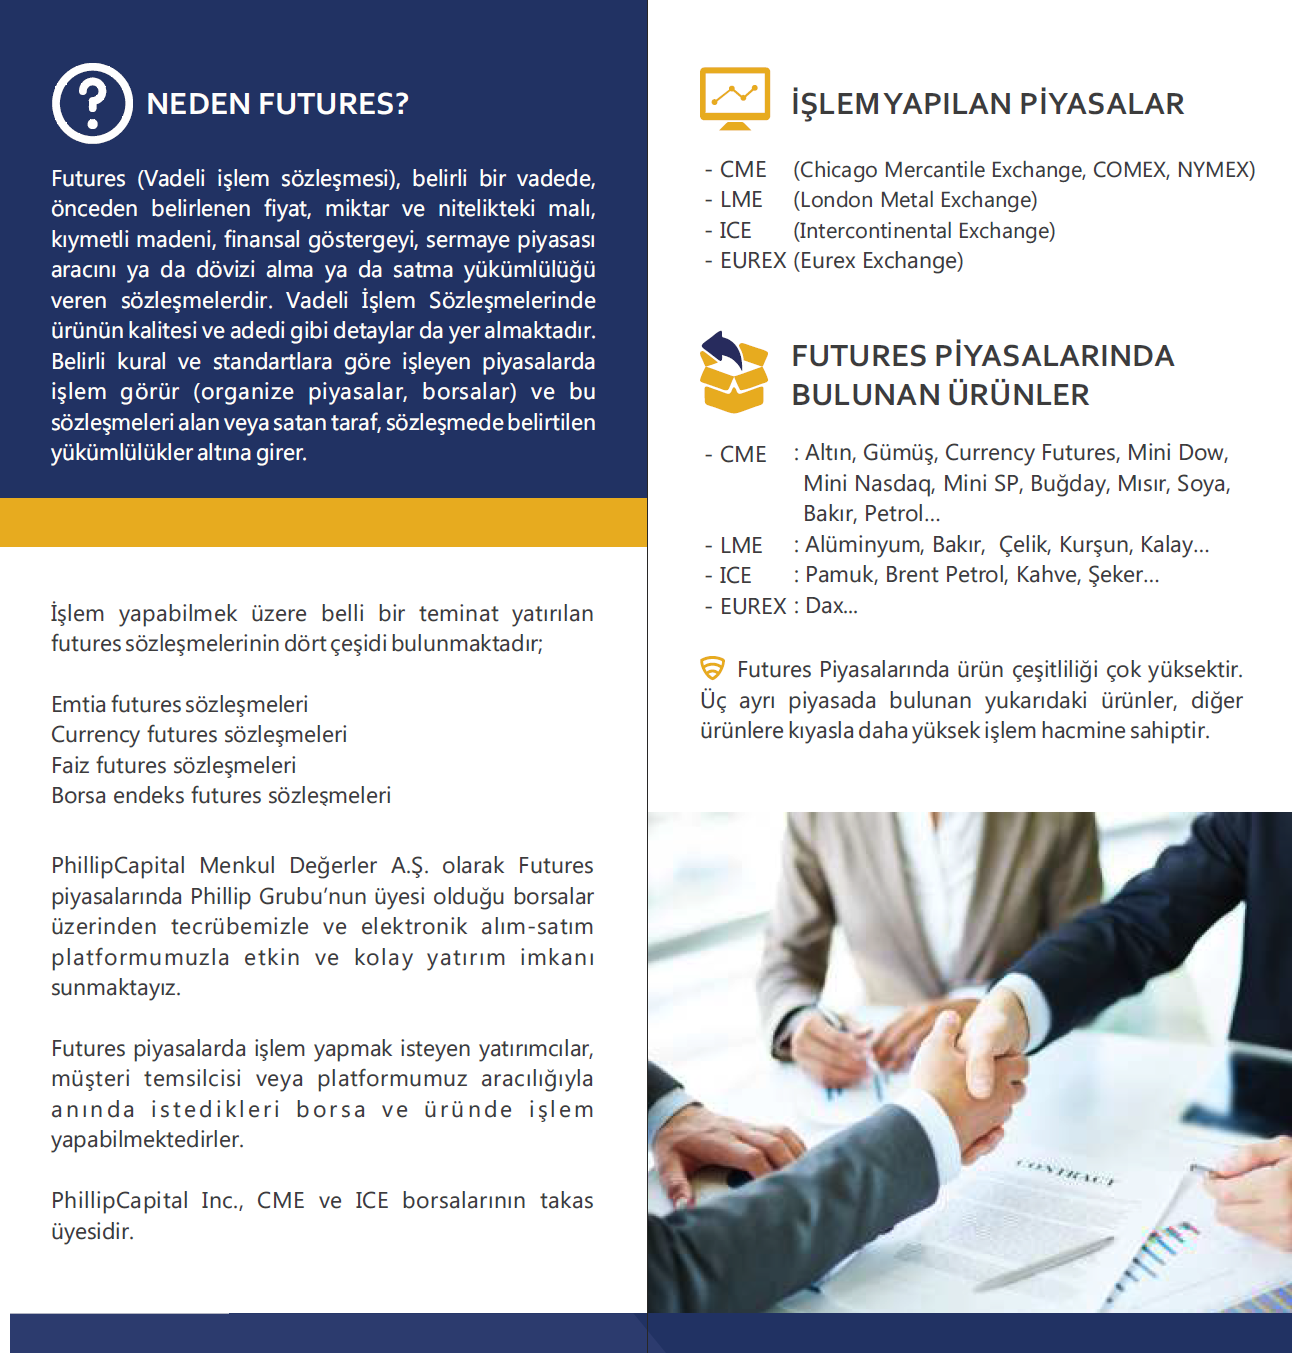 NEDEN FUTURES?
Futures (Vadeli işlem sözleşmesi), belirli bir vadede,
önceden belirlenen fiyat, miktar ve nitelikteki malı,
kıymetli madeni, finansal göstergeyi, sermaye piyasası
aracını ya da dövizi alma ya da satma yükümlülüğü
veren sözleşmelerdir. Vadeli İşlem Sözleşmelerinde
ürünün kalitesi ve adedi gibi detaylar da yer almaktadır.
Belirli kural ve standartlara göre işleyen piyasalarda
işlem görür (organize piyasalar, borsalar) ve bu
sözleşmeleri alan veya satan taraf, sözleşmede belirtilen
yükümlülükler altına girer.
İşlem yapabilmek üzere belli bir teminat yatırılan
futures sözleşmelerinin dört çeşidi bulunmaktadır;
Emtia futures sözleşmeleri
Currency futures sözleşmeleri
Faiz futures sözleşmeleri
Borsa endeks futures sözleşmeleri
PhillipCapital Menkul Değerler A.Ş. olarak Futures
piyasalarında Phillip Grubu’nun üyesi olduğu borsalar
üzerinden tecrübemizle ve elektronik alım-satım
platformumuzla etkin ve kolay yatırım imkanı
sunmaktayız.
Futures piyasalarda işlem yapmak isteyen yatırımcılar,
müşteri temsilcisi veya platformumuz aracılığıyla
anında istedikleri borsa ve üründe işlem
yapabilmektedirler.
PhillipCapital Inc., CME ve ICE borsalarının takas
üyesidir.
İŞLEM YAPILAN PİYASALAR
- CME (Chicago Mercantile Exchange, COMEX, NYMEX)
- LME (London Metal Exchange)
- ICE (Intercontinental Exchange)
- EUREX (Eurex Exchange)
FUTURES PİYASALARINDA
BULUNAN ÜRÜNLER
- CME : Altın, Gümüş, Currency Futures, Mini Dow,
Mini Nasdaq, Mini SP, Buğday, Mısır, Soya,
Bakır, Petrol...
- LME : Alüminyum, Bakır, Çelik, Kurşun, Kalay...
- ICE : Pamuk, Brent Petrol, Kahve, Şeker...
- EUREX : Dax...
Futures Piyasalarında ürün çeşitliliği çok yüksektir.
Üç ayrı piyasada bulunan yukarıdaki ürünler, diğer
ürünlere kıyasla daha yüksek işlem hacmine sahiptir.
CONTRACT